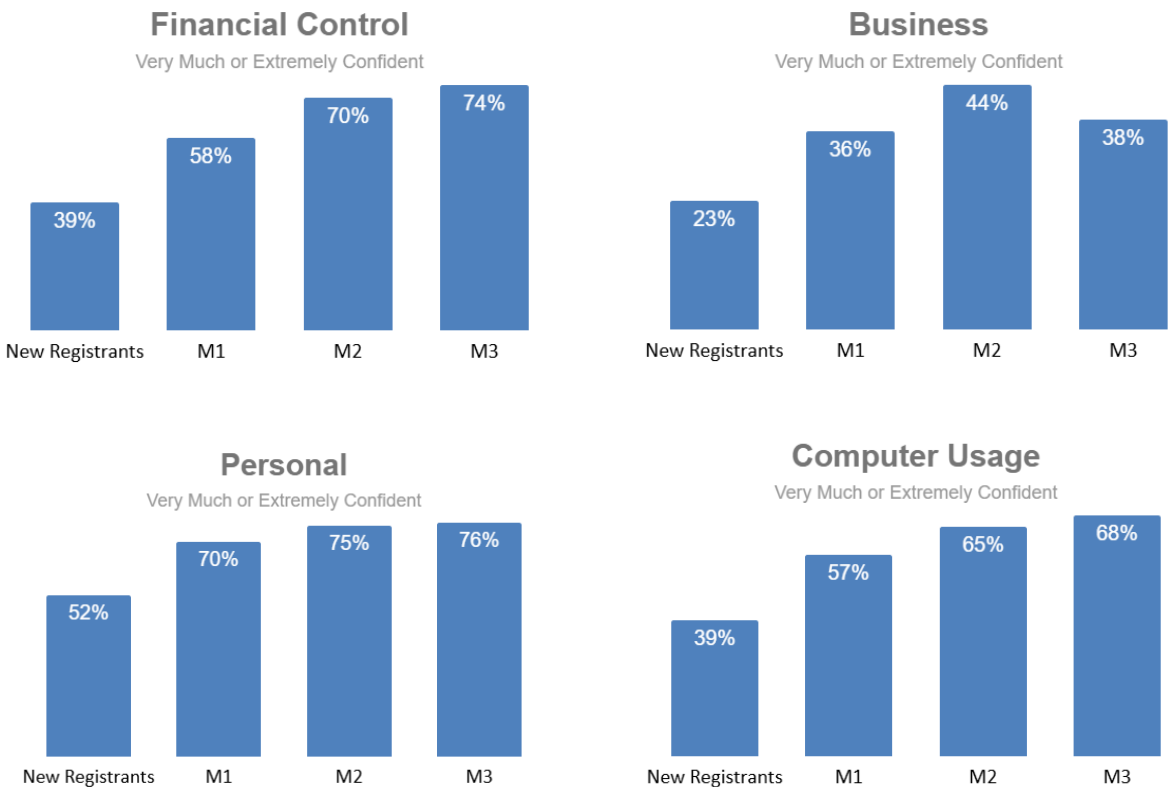 Financial Control
Very Much or Extremely Confident
74%
70%
58%
39%
New Registrants M1 M2 M3
Business
Very Much or Extremely Confident
44%
38%
36%
23%
New Registrants M1 M2 M3
Personal
Very Much or Extremely Confident
76%
75%
70%
52%
New Registrants M1 M2 M3
Computer Usage
Very Much or Extremely Confident
68%
65%
57%
39%
New Registrants M1 M2 M3